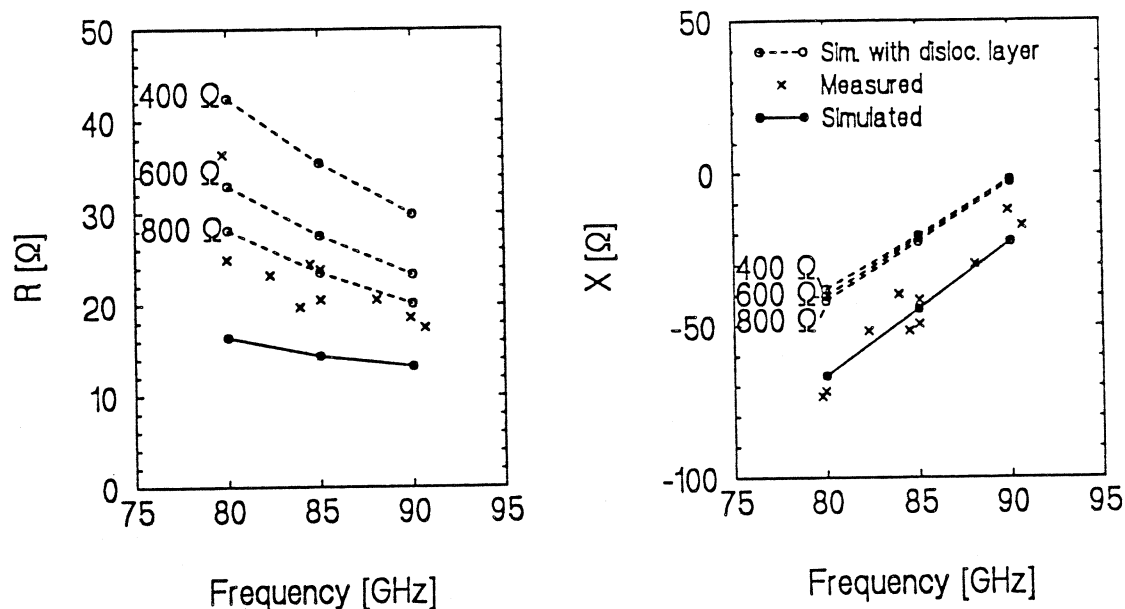 50
40
30
20
10
0
400 Ω
600 Ω
800 Ω
R [Ω]
75 80 85 90 95
Frequency [GHz]
50
0
-50
-100
Sim. with disloc. layer
Measured
Simulated
400 Ω
600 Ω
800 Ω
X [Ω]
75 80 85 90 95
Frequency [GHz]